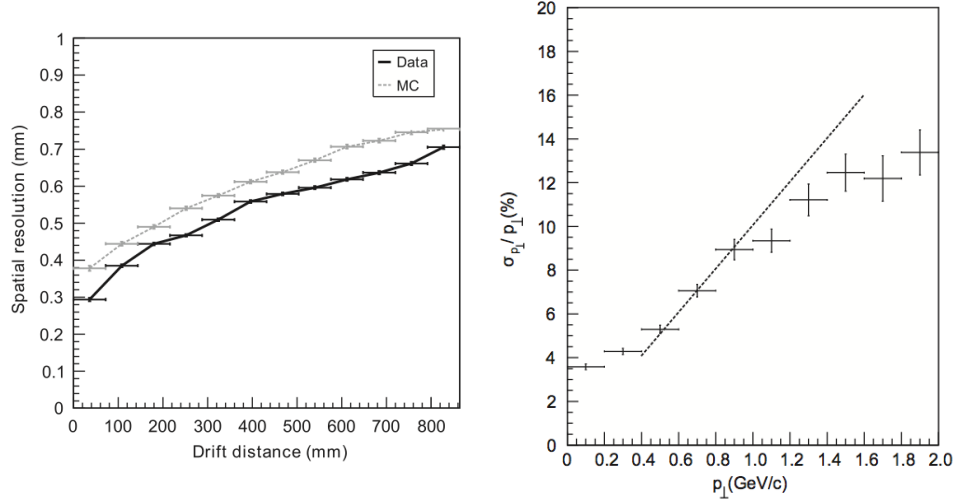 1
0.9
0.8
0.7
0.6
0.5
0.4
0.3
0.2
0.1
0
Spatial resolution (mm)
Data
MC
0 100 200 300 400 500 600 700 800
Drift distance (mm)
20
18
16
14
12
10
8
6
4
2
0
σp⊥/ p⊥(%)
0 0.2 0.4 0.6 0.8 1.0 1.2 1.4 1.6 1.8 2.0
p⊥(GeV/c)